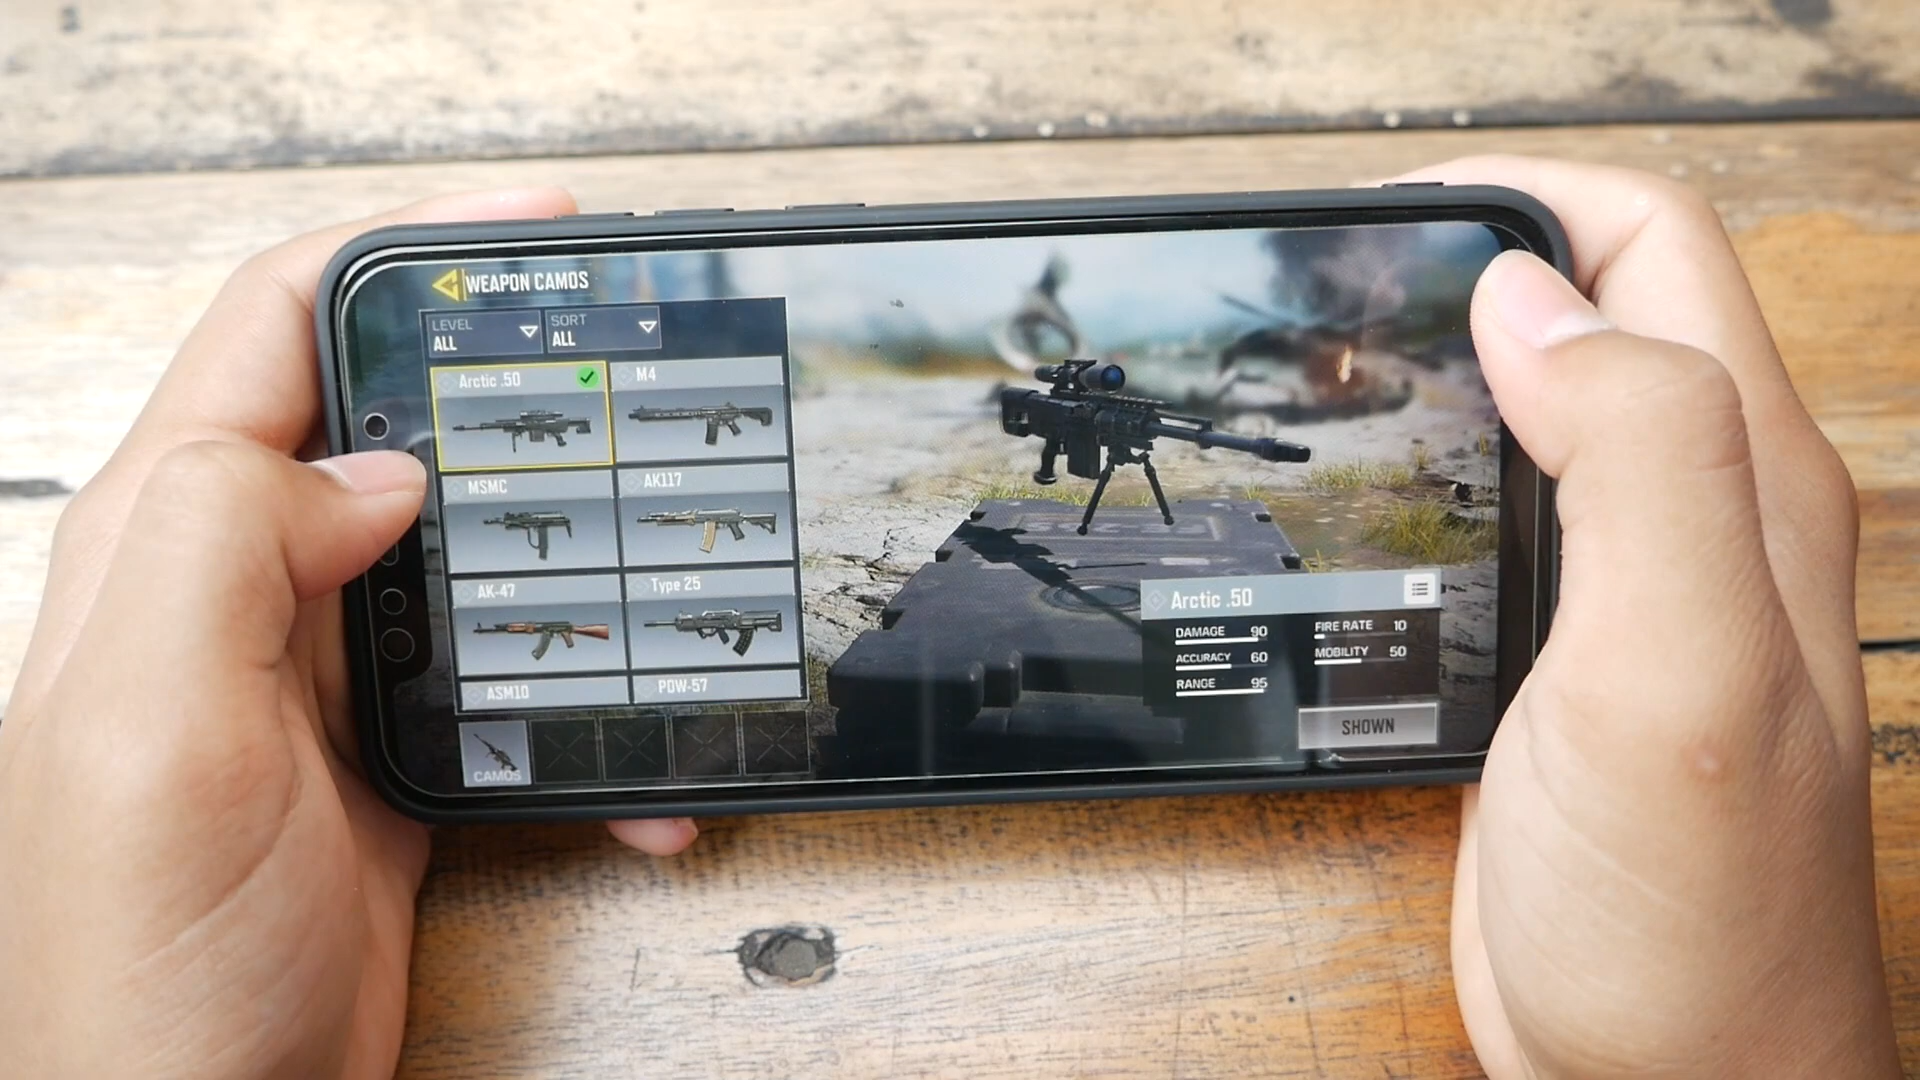 WEAPON CAMOS
LEVEL
ALL
SORT
ALL
Arctic .50
M4
MSMC
AK117
AK-47
Type 25
ASM10
PDW-57
CAMOS
Arctic .50
DAMAGE 90
FIRE RATE 10
ACCURACY 60
MOBILITY 50
RANGE 95
SHOWN